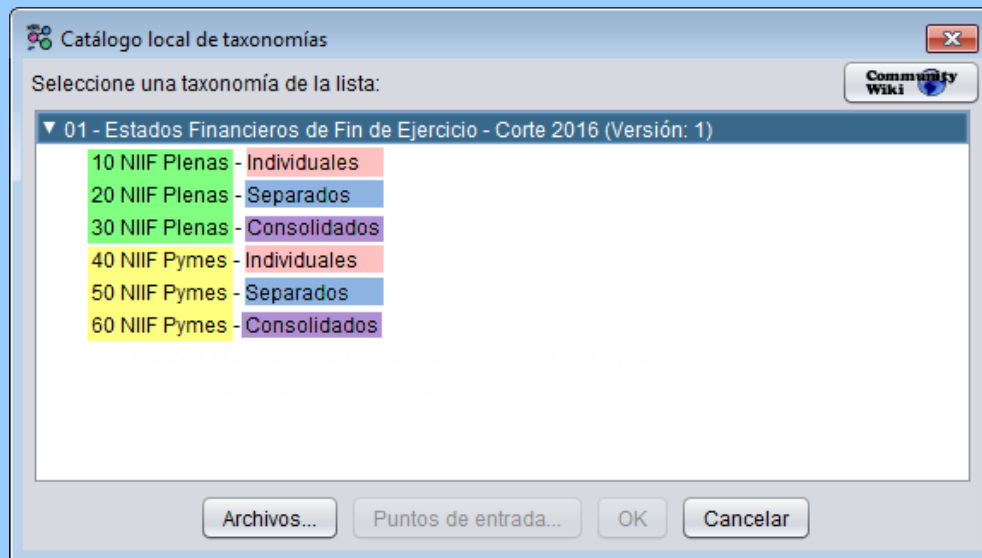 Catálogo local de taxonomías
Seleccione una taxonomía de la lista:
Community
Wiki
01 - Estados Financieros de Fin de Ejercicio - Corte 2016 (Versión: 1)
10 NIIF Plenas - Individuales
20 NIIF Plenas - Separados
30 NIIF Plenas - Consolidados
40 NIIF Pymes - Individuales
50 NIIF Pymes - Separados
60 NIIF Pymes - Consolidados
Archivos... Puntos de entrada... OK Cancelar